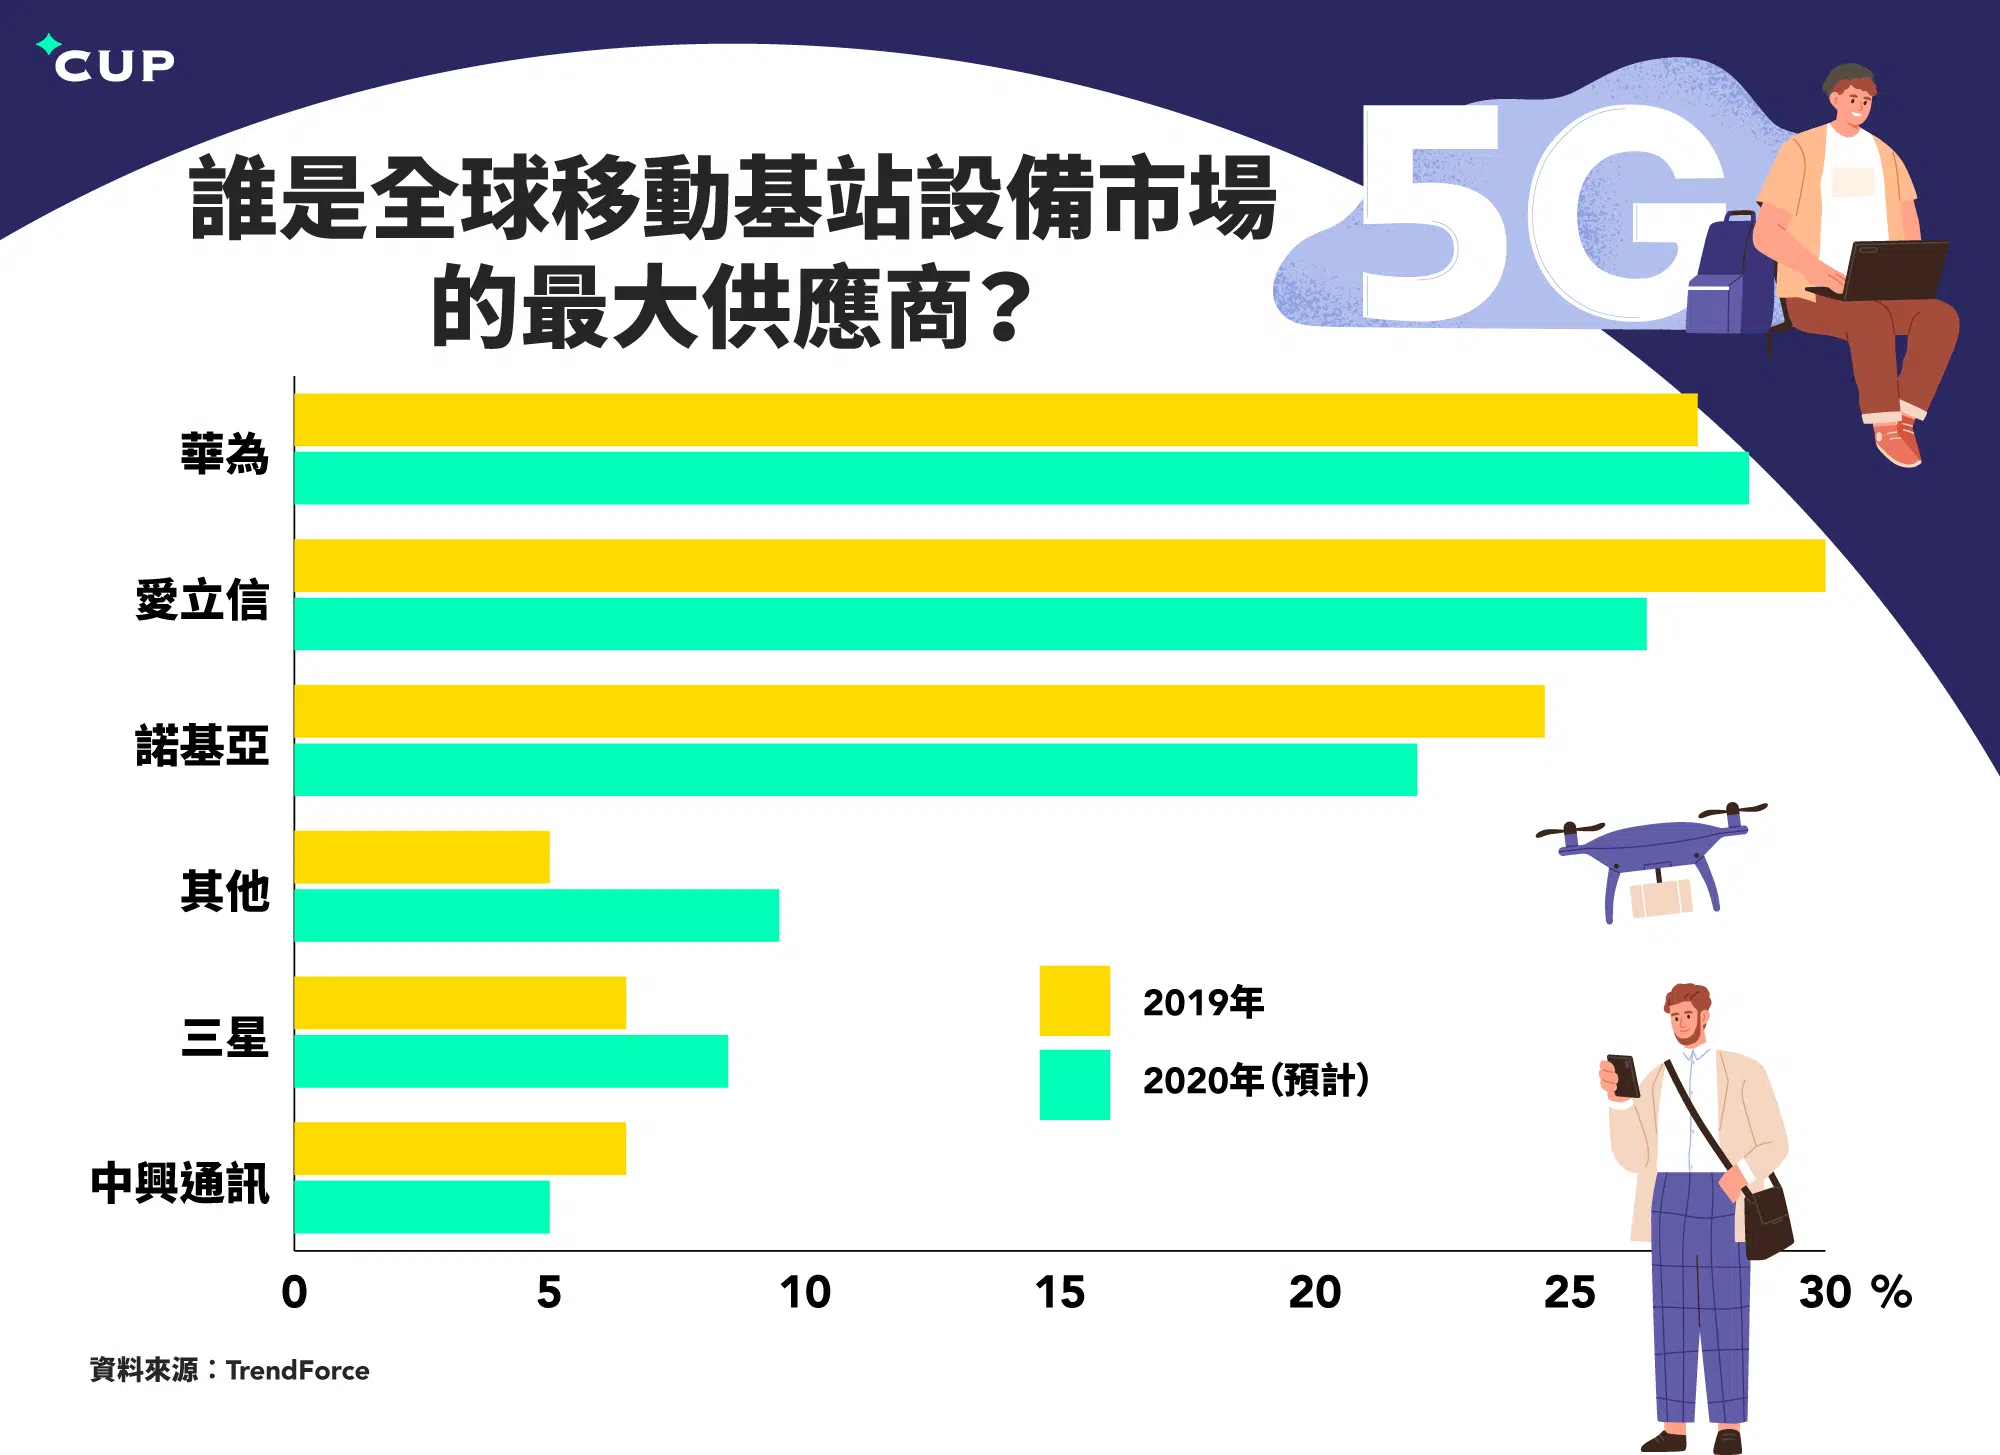 CUP
5G
誰是全球移動基站設備市場
的最大供應商？
華為
愛立信
諾基亞
其他
三星
中興通訊
2019年
2020年（預計）
0 5 10 15 20 25 30 %
資料來源：TrendForce